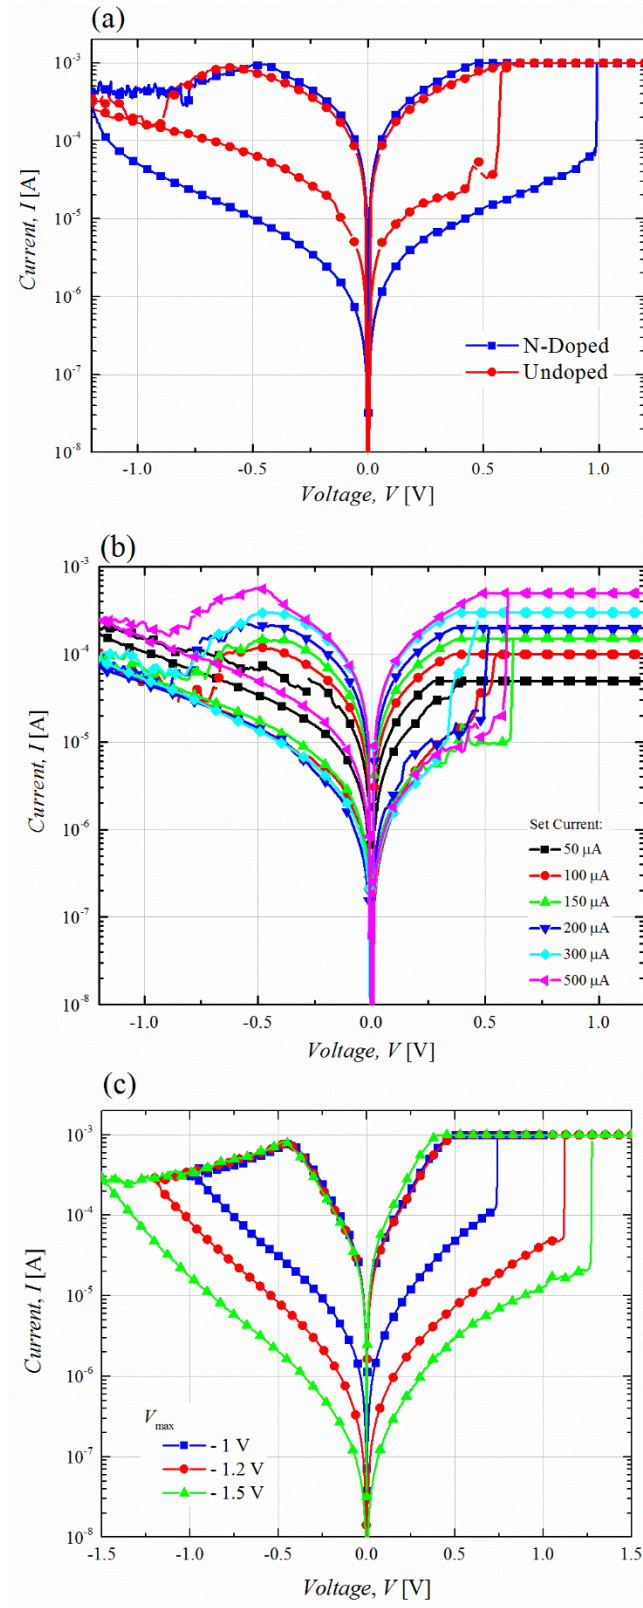 (a)
10⁻³
10⁻⁴
10⁻⁵
10⁻⁶
10⁻⁷
10⁻⁸
Current, I [A]
N-Doped
Undoped
-1.0 -0.5 0.0 0.5 1.0
Voltage, V [V]
(b)
10⁻³
10⁻⁴
10⁻⁵
10⁻⁶
10⁻⁷
10⁻⁸
Current, I [A]
Set Current:
50 µA
100 µA
150 µA
200 µA
300 µA
500 µA
-1.0 -0.5 0.0 0.5 1.0
Voltage, V [V]
(c)
10⁻³
10⁻⁴
10⁻⁵
10⁻⁶
10⁻⁷
10⁻⁸
Current, I [A]
Vmax
- 1 V
- 1.2 V
- 1.5 V
-1.5 -1.0 -0.5 0.0 0.5 1.0 1.5
Voltage, V [V]